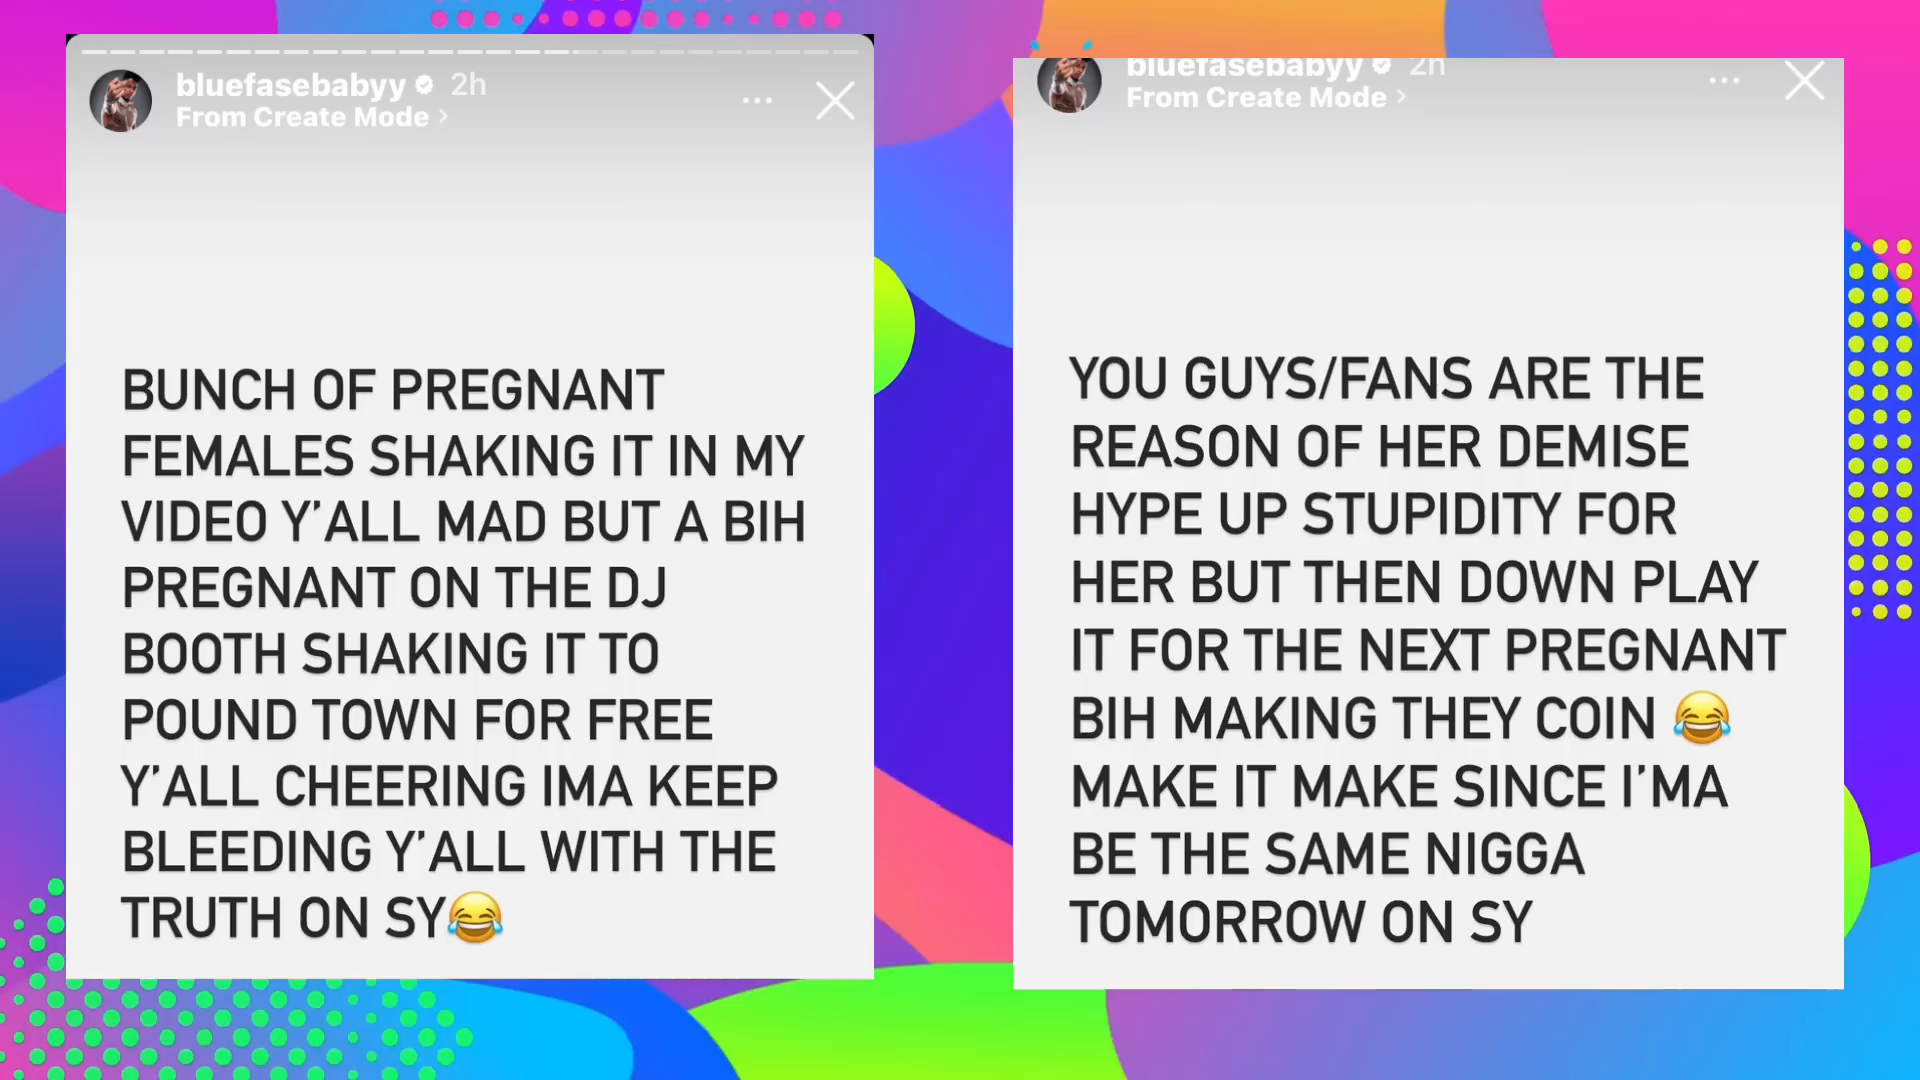 bluefasebabyy 2h
From Create Mode
BUNCH OF PREGNANT
FEMALES SHAKING IT IN MY
VIDEO Y'ALL MAD BUT A BIH
PREGNANT ON THE DJ
BOOTH SHAKING IT TO
POUND TOWN FOR FREE
Y'ALL CHEERING IMA KEEP
BLEEDING Y'ALL WITH THE
TRUTH ON SY😂
bluefasebabyy 2h
From Create Mode
YOU GUYS/FANS ARE THE
REASON OF HER DEMISE
HYPE UP STUPIDITY FOR
HER BUT THEN DOWN PLAY
IT FOR THE NEXT PREGNANT
BIH MAKING THEY COIN 😂
MAKE IT MAKE SINCE I'MA
BE THE SAME NIGGA
TOMORROW ON SY